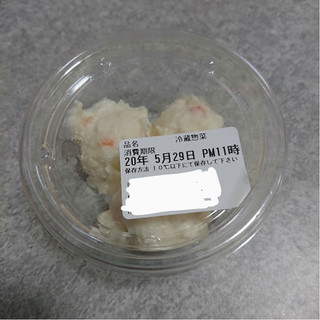 品名 冷蔵惣菜
消費期限
20年 5月29日 PM11時
保存方法 10℃以下にて保存して下さい